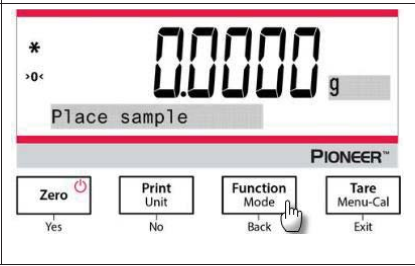 *
>0<
0.0000 g
Place sample
PIONEER™
Zero Print Function Tare
Unit Mode Menu-Cal
Yes No Back Exit